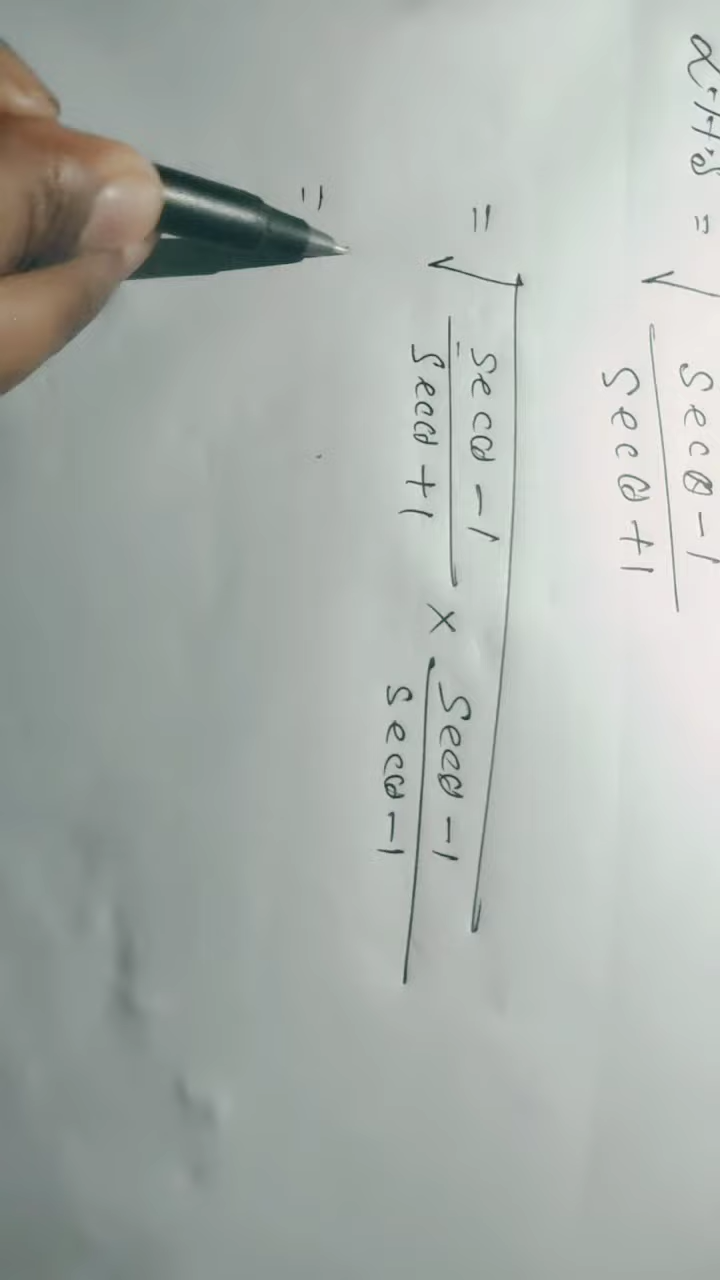 L.H.S = √ secθ - 1 / secθ + 1
= √ secθ - 1 / secθ + 1 × secθ - 1 / secθ - 1
=